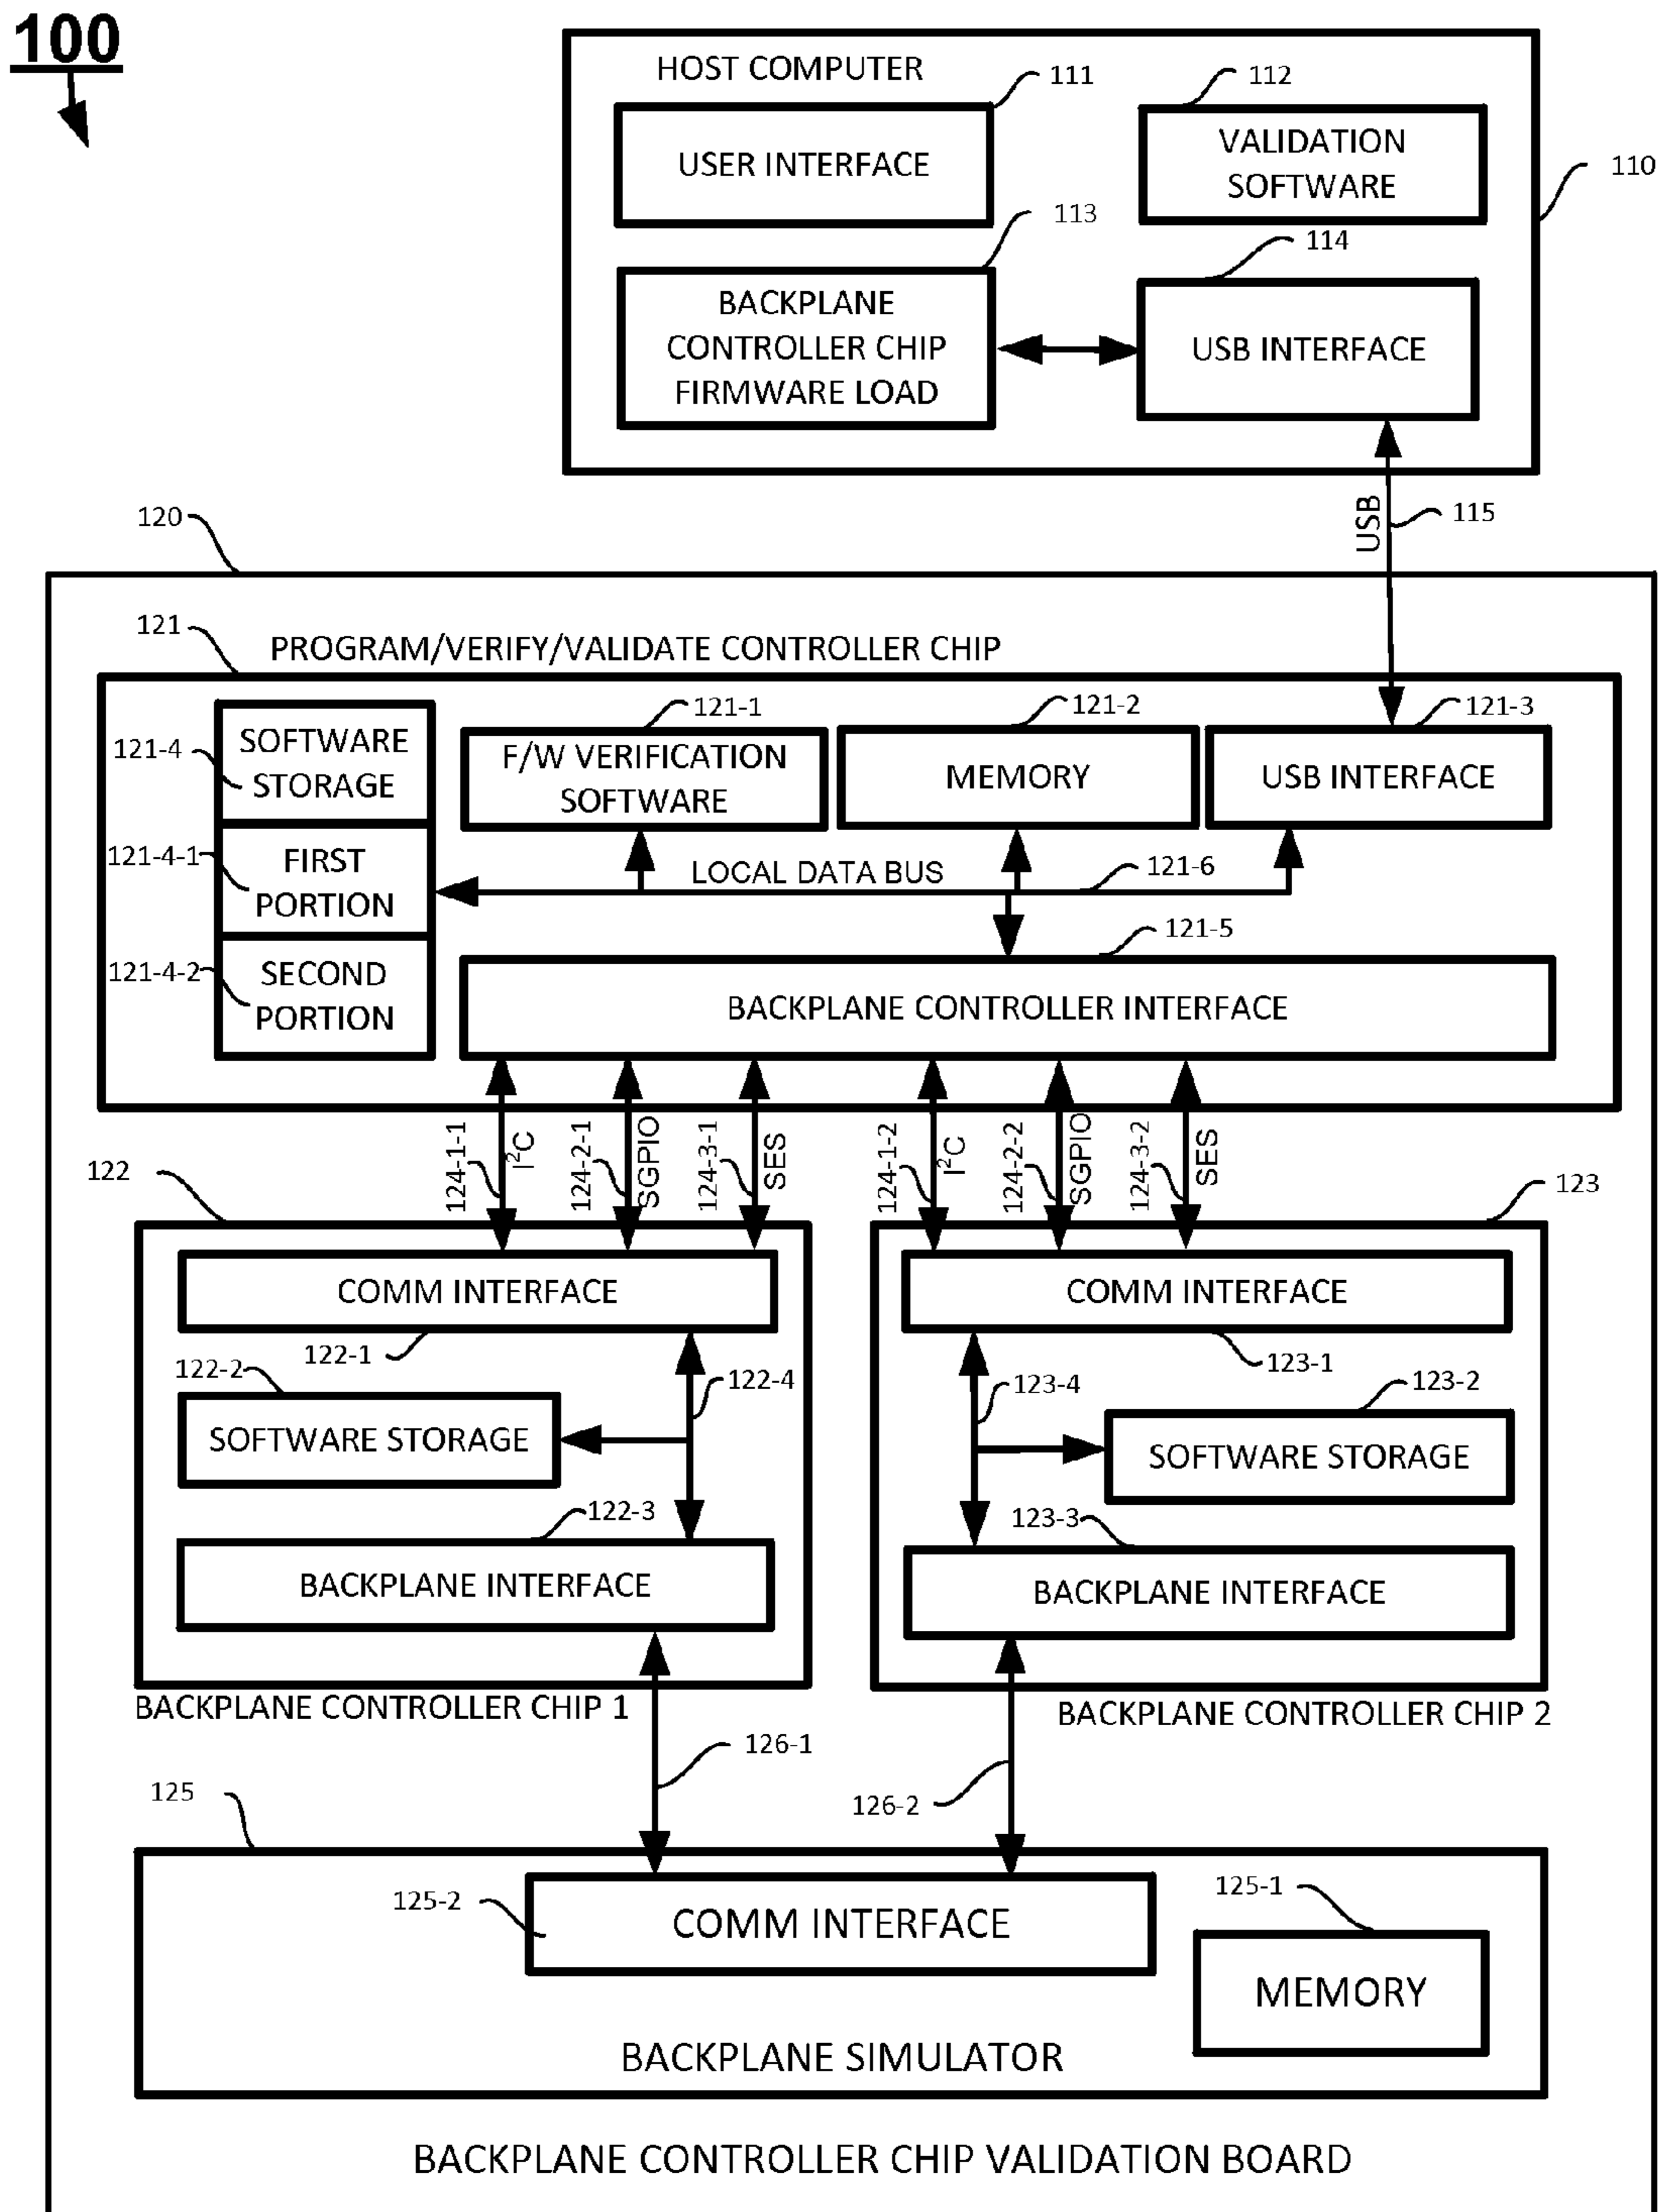 100
HOST COMPUTER
111
112
USER INTERFACE
VALIDATION
SOFTWARE
110
113
114
BACKPLANE
CONTROLLER CHIP
FIRMWARE LOAD
USB INTERFACE
USB
115
120
121
PROGRAM/VERIFY/VALIDATE CONTROLLER CHIP
121-1
121-2
121-3
121-4
SOFTWARE
STORAGE
F/W VERIFICATION
SOFTWARE
MEMORY
USB INTERFACE
121-4-1
FIRST
PORTION
LOCAL DATA BUS
121-6
121-5
121-4-2
SECOND
PORTION
BACKPLANE CONTROLLER INTERFACE
124-1-1
I²C
124-2-1
SGPIO
124-3-1
SES
124-1-2
I²C
124-2-2
SGPIO
124-3-2
SES
122
123
COMM INTERFACE
COMM INTERFACE
122-1
123-1
122-2
122-4
123-4
123-2
SOFTWARE STORAGE
SOFTWARE STORAGE
122-3
123-3
BACKPLANE INTERFACE
BACKPLANE INTERFACE
BACKPLANE CONTROLLER CHIP 1
BACKPLANE CONTROLLER CHIP 2
126-1
126-2
125
125-2
COMM INTERFACE
125-1
MEMORY
BACKPLANE SIMULATOR
BACKPLANE CONTROLLER CHIP VALIDATION BOARD